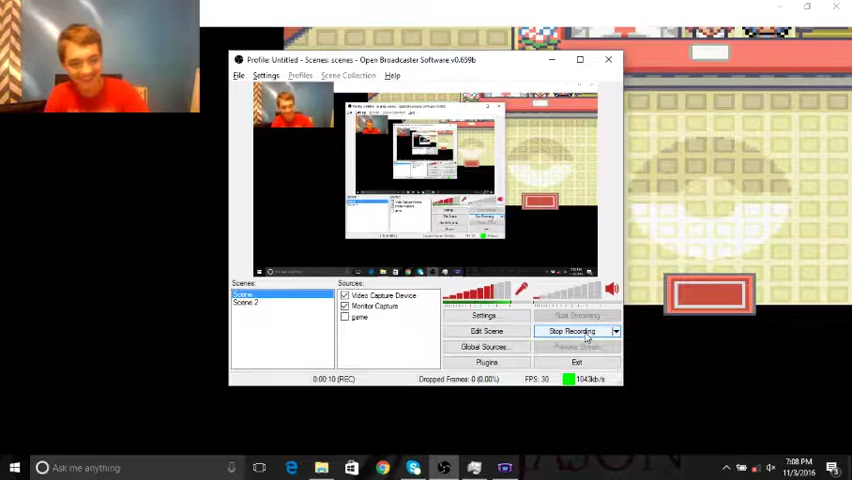 Profile: Untitled - Scenes: scenes - Open Broadcaster Software v0.659b
File Settings Profiles Scene Collection Help
Scenes:
Scene
Scene 2
Sources:
Video Capture Device
Monitor Capture
game
Settings...
Start Streaming
Edit Scene
Stop Recording
Global Sources...
Preview Stream
Plugins
Exit
0:00:10 (REC)
Dropped Frames: 0 (0.00%)
FPS: 30
1043kb/s
Ask me anything
7:08 PM
11/3/2016